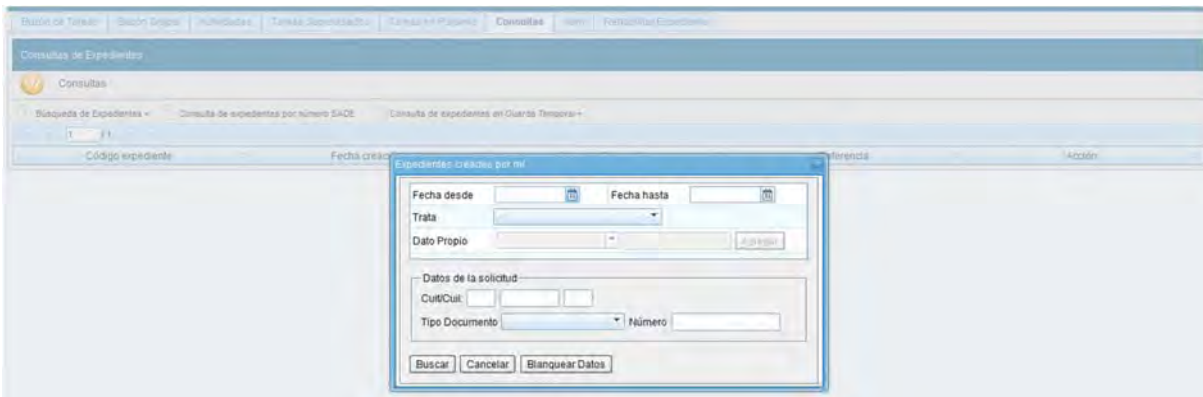 Buzón de Tareas Buzón Grupal Actividades Tareas Supervisados Tareas en Paralelo Consultas
Consultas de Expedientes
Consultas
Búsqueda de Expedientes Consulta de expedientes por número SADE Consulta de expedientes en Guarda Temporal
1 / 1
Código expediente Fecha creac Referencia Acción
Expedientes creados por mí
Fecha desde Fecha hasta
Trata
Dato Propio Agregar
Datos de la solicitud
Cuit/Cuil:
Tipo Documento Número
Buscar Cancelar Blanquear Datos